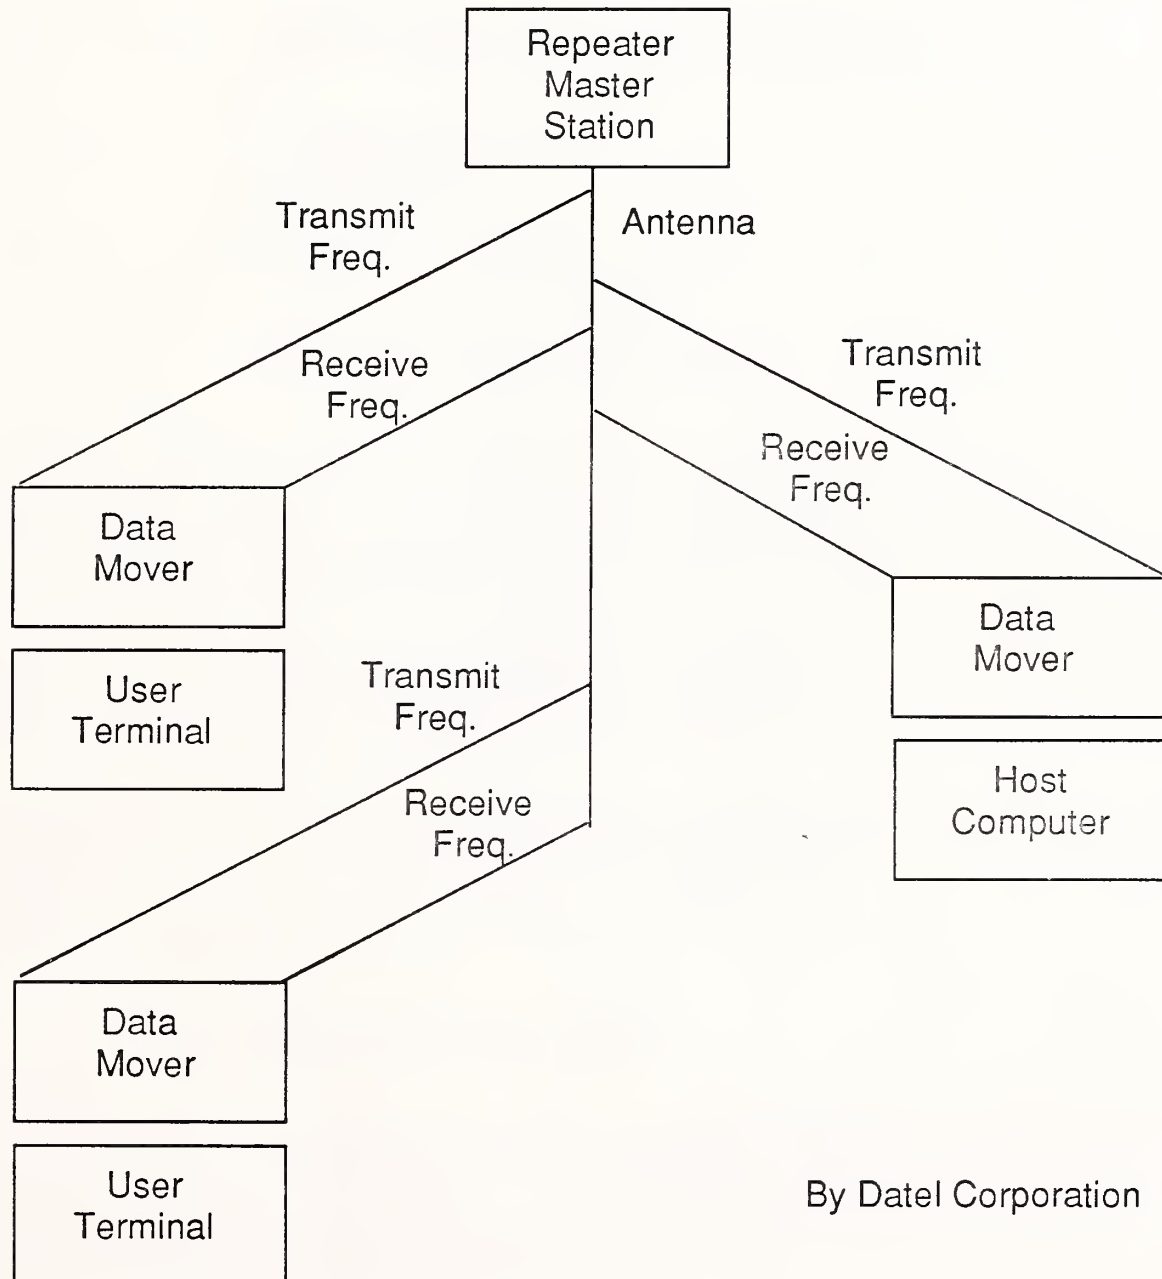 Repeater
Master
Station
Transmit
Freq.
Antenna
Receive
Freq.
Transmit
Freq.
Receive
Freq.
Data
Mover
User
Terminal
Data
Mover
Host
Computer
Transmit
Freq.
Receive
Freq.
Data
Mover
User
Terminal
By Datel Corporation